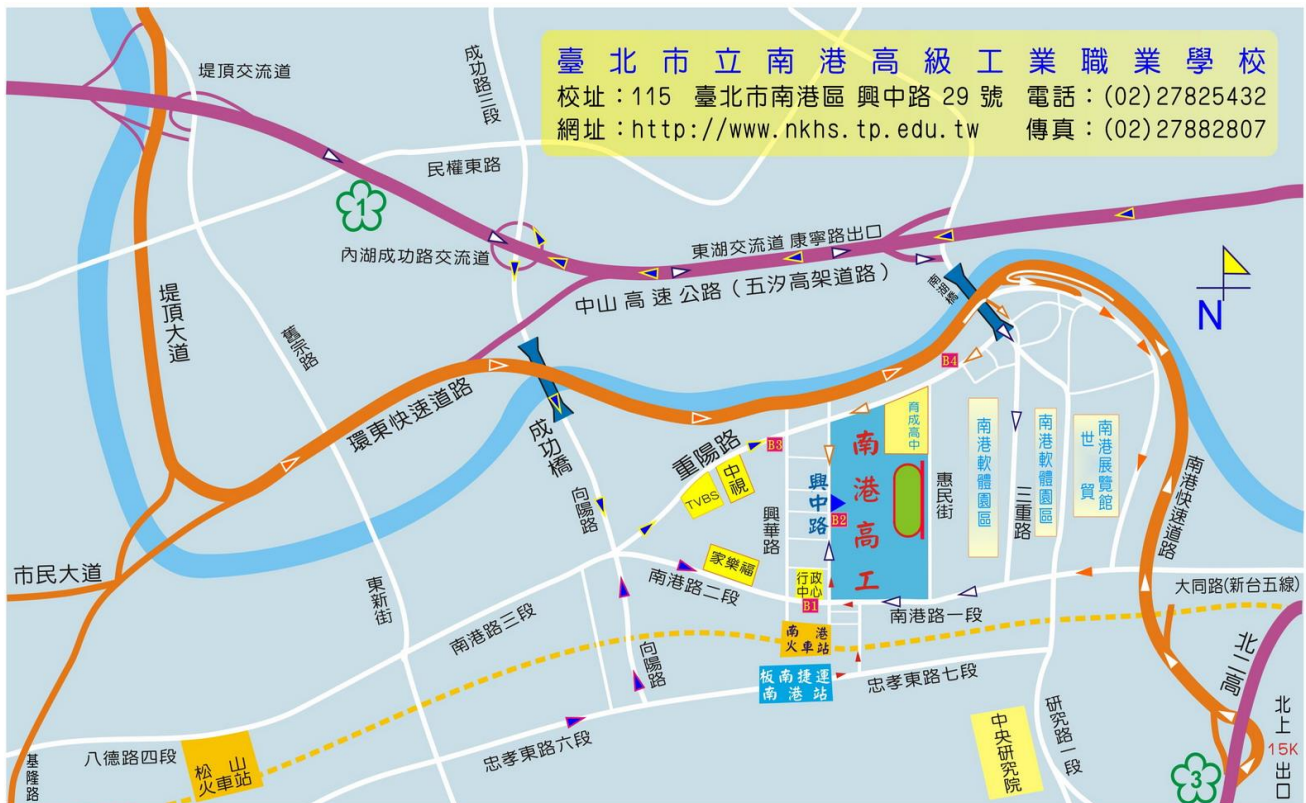 臺北市立南港高級工業職業學校
校址：115 臺北市南港區 興中路 29 號 電話：(02)27825432
網址：http://www.nkhs.tp.edu.tw 傳真：(02)27882807
堤頂交流道
成功路三段
民權東路
1
內湖成功路交流道
東湖交流道 康寧路出口
中山高速公路（五汐高架道路）
南湖橋
N
堤頂大道
舊宗路
環東快速道路
成功橋
重陽路
B4
B3
育成高中
南港高工
中視
TVBS
向陽路
興華路
興中路
B2
惠民街
南港軟體園區
三重路
南港軟體園區
南港展覽館
世貿
南港快速道路
市民大道
家樂福
南港路二段
行政
中心
B1
南港路一段
大同路(新台五線)
東新街
南港路三段
向陽路
南港
火車站
板南捷運
南港站
忠孝東路七段
北二高
北上
15K
出口
3
研究路一段
中央研究院
忠孝東路六段
八德路四段
松山
火車站
基隆路